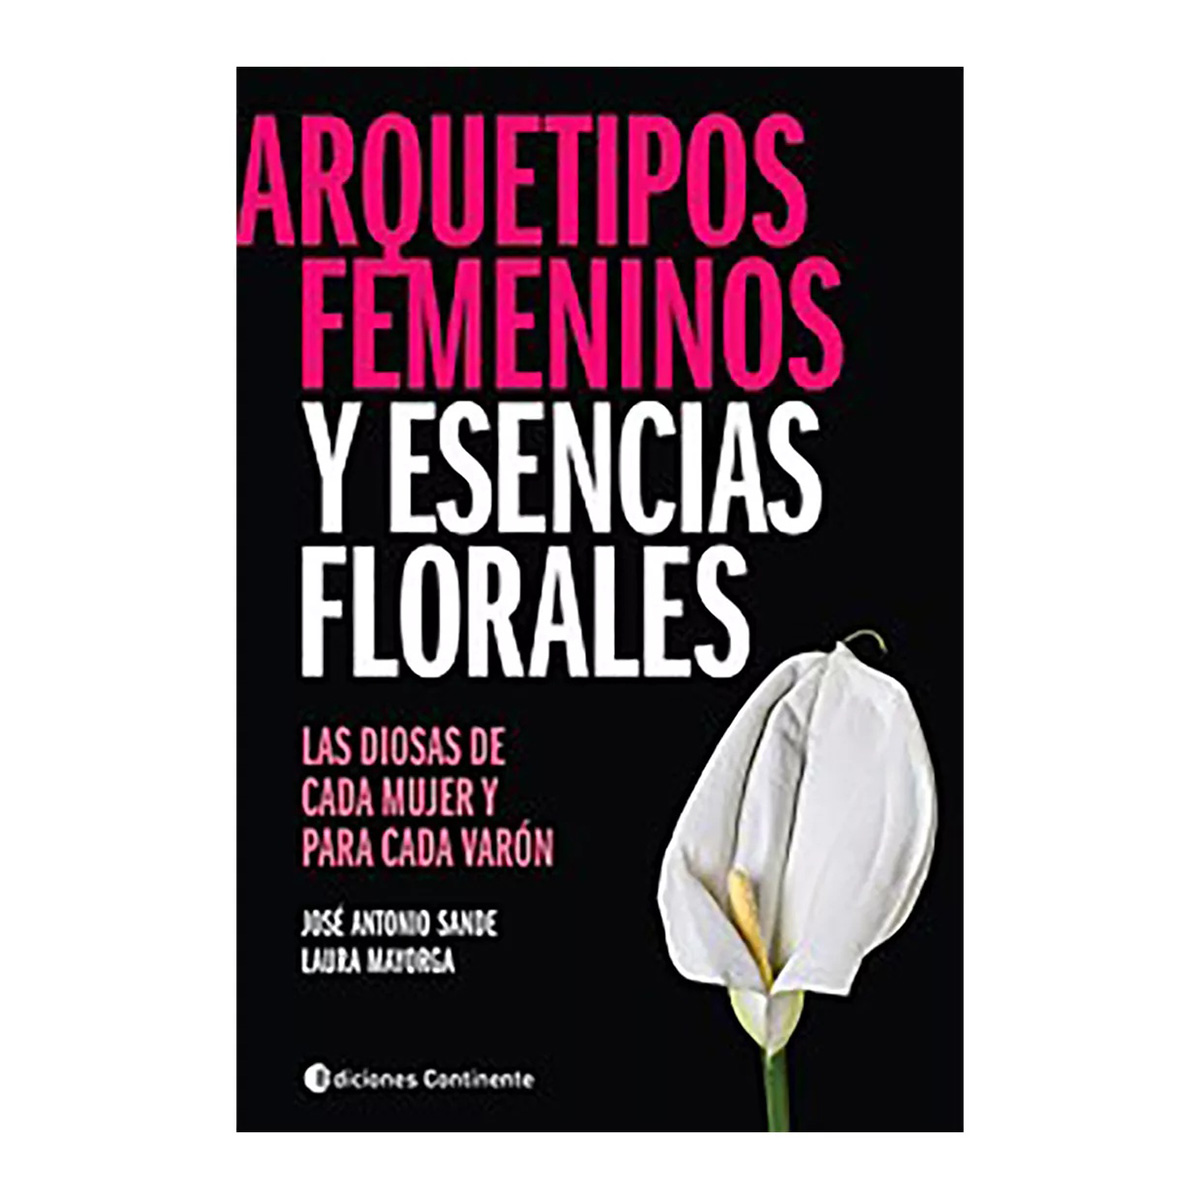 ARQUETIPOS
FEMENINOS
Y ESENCIAS
FLORALES
LAS DIOSAS DE
CADA MUJER Y
PARA CADA VARÓN
JOSÉ ANTONIO SANDE
LAURA MAYORGA
Ediciones Continente